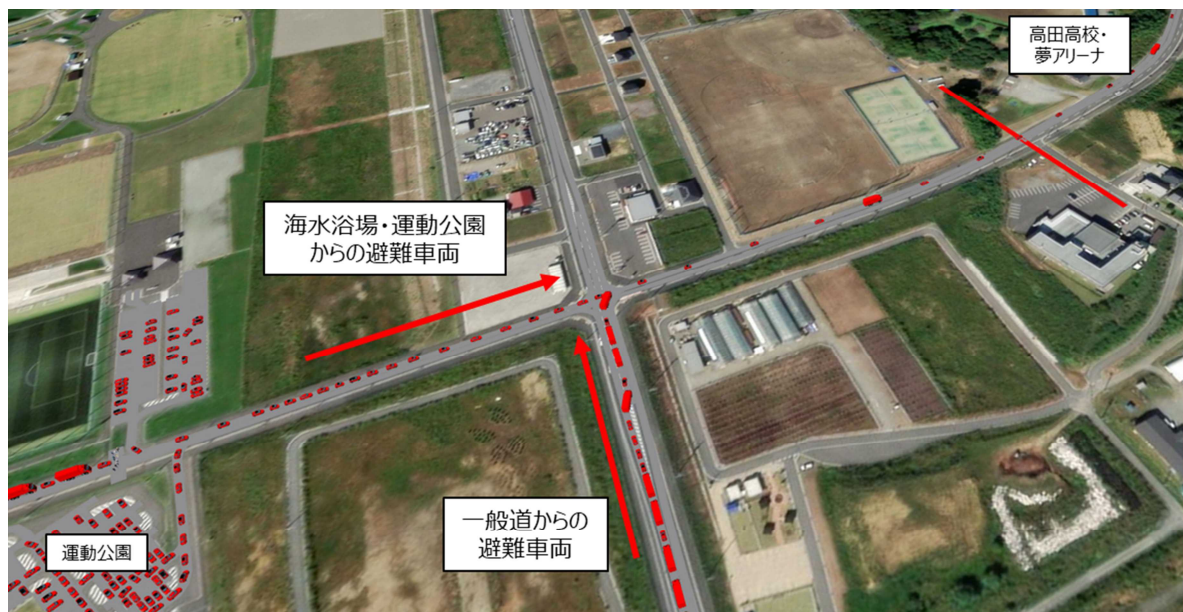 高田高校・
夢アリーナ
海水浴場・運動公園
からの避難車両
一般道からの
避難車両
運動公園